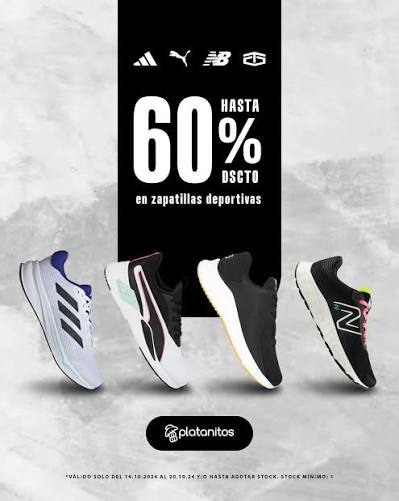 NB
HASTA
60%
DSCTO
en zapatillas deportivas
N
platanitos
*VÁLIDO SOLO DEL 14.10.2024 AL 20.10.24 Y/O HASTA AGOTAR STOCK. STOCK MÍNIMO: 1